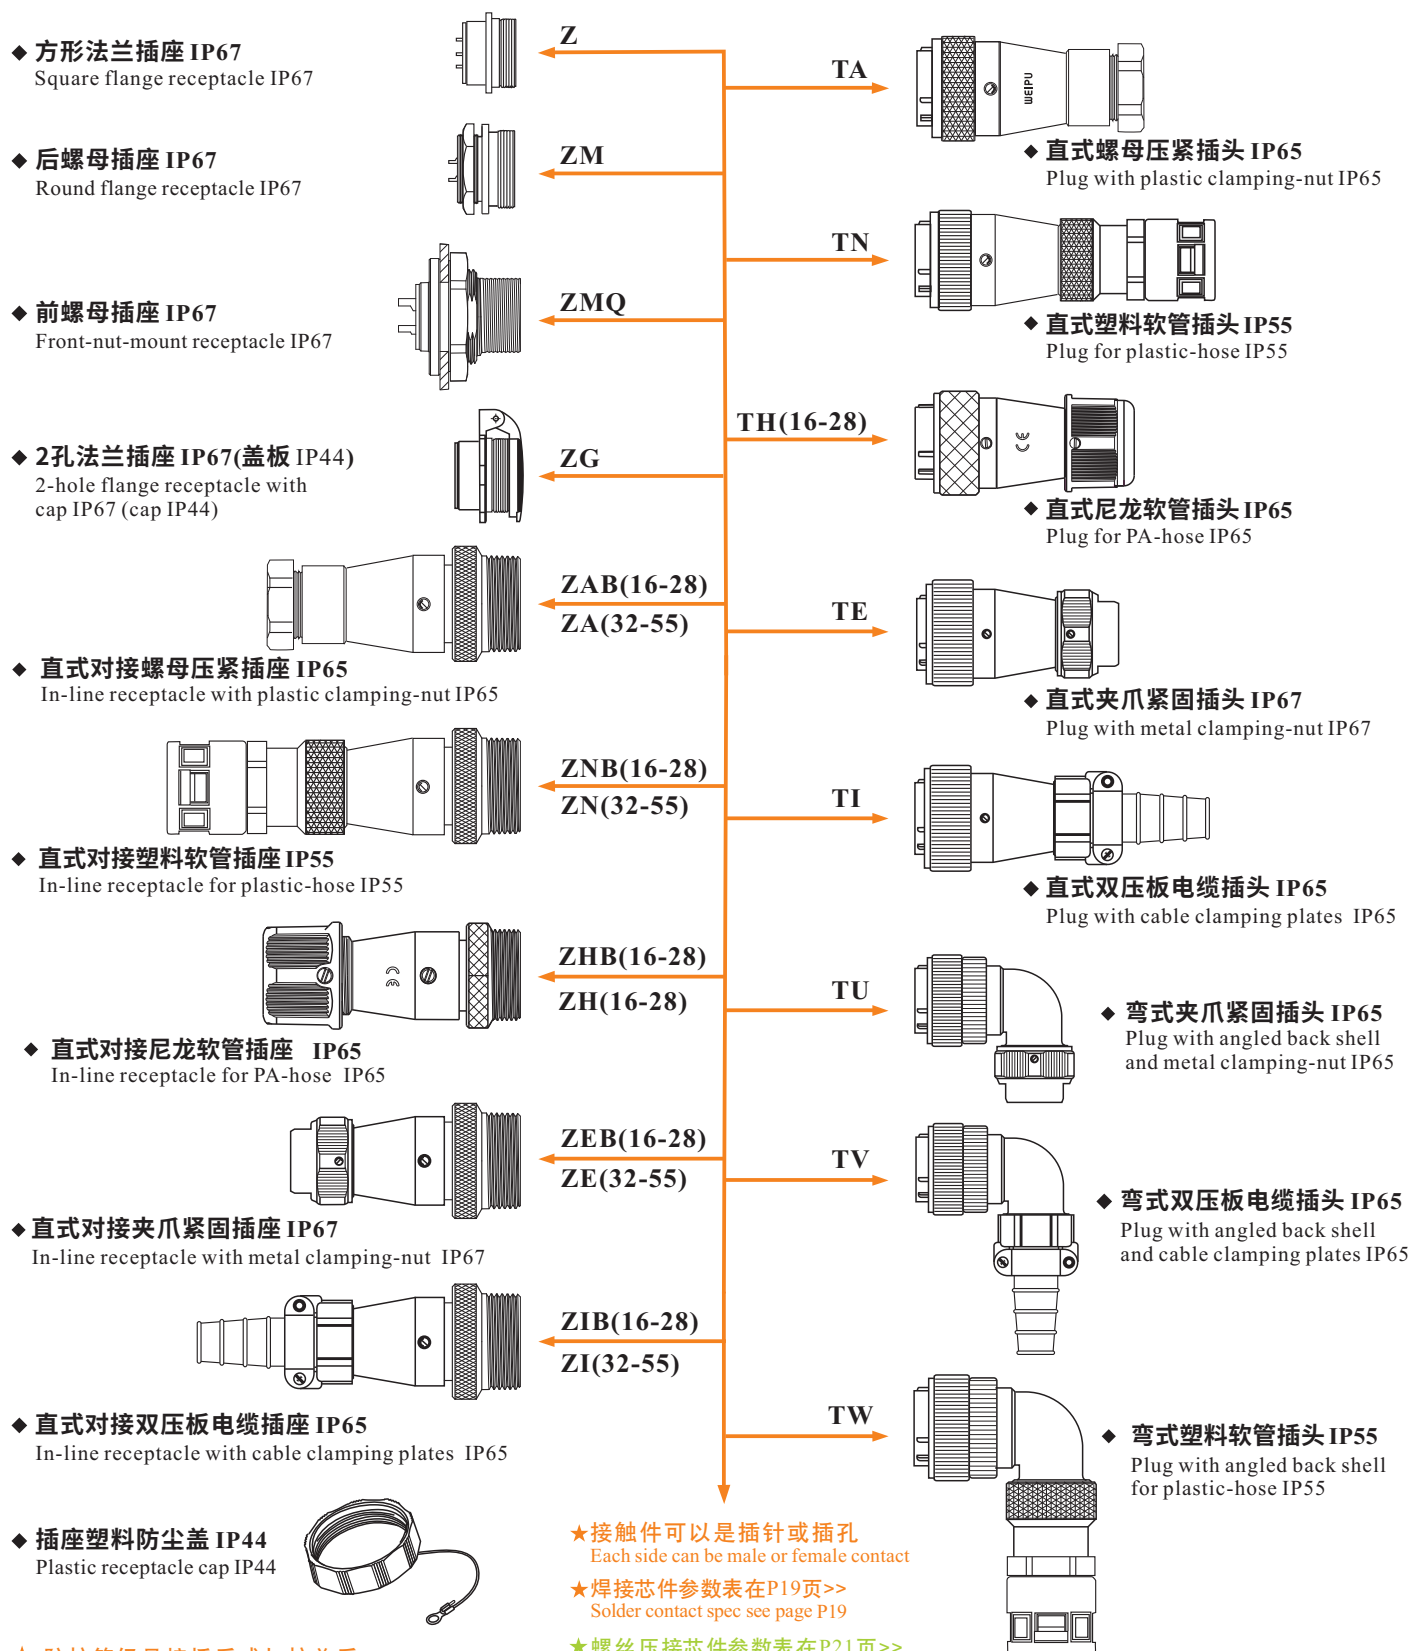 ◆ 方形法兰插座 IP67
Square flange receptacle IP67
Z
◆ 后螺母插座 IP67
Round flange receptacle IP67
ZM
◆ 前螺母插座 IP67
Front-nut-mount receptacle IP67
ZMQ
◆ 2孔法兰插座 IP67(盖板 IP44)
2-hole flange receptacle with
cap IP67 (cap IP44)
ZG
ZAB(16-28)
ZA(32-55)
◆ 直式对接螺母压紧插座 IP65
In-line receptacle with plastic clamping-nut IP65
ZNB(16-28)
ZN(32-55)
◆ 直式对接塑料软管插座 IP55
In-line receptacle for plastic-hose IP55
CE
ZHB(16-28)
ZH(16-28)
◆ 直式对接尼龙软管插座 IP65
In-line receptacle for PA-hose IP65
ZEB(16-28)
ZE(32-55)
◆ 直式对接夹爪紧固插座 IP67
In-line receptacle with metal clamping-nut IP67
ZIB(16-28)
ZI(32-55)
◆ 直式对接双压板电缆插座 IP65
In-line receptacle with cable clamping plates IP65
◆ 插座塑料防尘盖 IP44
Plastic receptacle cap IP44
TA
WEIPU
◆ 直式螺母压紧插头 IP65
Plug with plastic clamping-nut IP65
TN
◆ 直式塑料软管插头 IP55
Plug for plastic-hose IP55
TH(16-28)
CE
◆ 直式尼龙软管插头 IP65
Plug for PA-hose IP65
TE
◆ 直式夹爪紧固插头 IP67
Plug with metal clamping-nut IP67
TI
◆ 直式双压板电缆插头 IP65
Plug with cable clamping plates IP65
TU
◆ 弯式夹爪紧固插头 IP65
Plug with angled back shell
and metal clamping-nut IP65
TV
◆ 弯式双压板电缆插头 IP65
Plug with angled back shell
and cable clamping plates IP65
TW
◆ 弯式塑料软管插头 IP55
Plug with angled back shell
for plastic-hose IP55
★接触件可以是插针或插孔
Each side can be male or female contact
★焊接芯件参数表在P19页>>
Solder contact spec see page P19
★螺丝压接芯件参数表在P21页>>